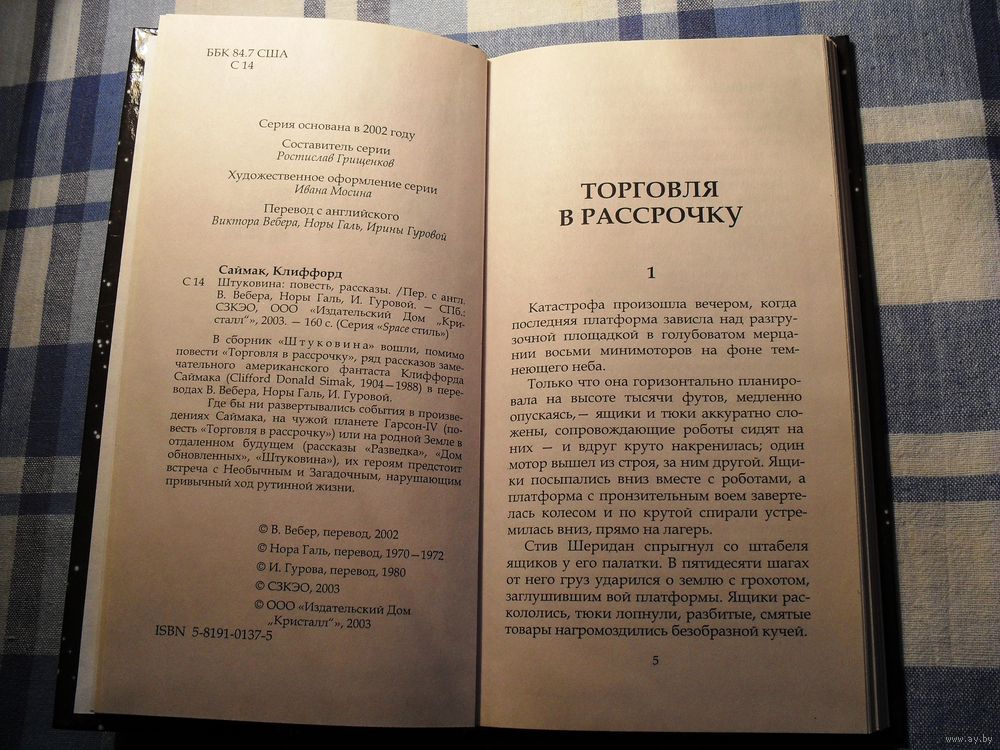 ББК 84.7 США
С 14
Серия основана в 2002 году
Составитель серии
Ростислав Грищенков
Художественное оформление серии
Ивана Мосина
Перевод с английского
Виктора Вебера, Норы Галь, Ирины Гуровой
Саймак, Клиффорд
С 14 Штуковина: повесть, рассказы. /Пер. с англ.
В. Вебера, Норы Галь, И. Гуровой. — СПб.:
СЗКЭО, ООО «Издательский Дом „Кри-
сталл“», 2003. — 160 с. (Серия «Space стиль»)
В сборник «Штуковина» вошли, помимо
повести «Торговля в рассрочку», ряд рассказов заме-
чательного американского фантаста Клиффорда
Саймака (Clifford Donald Simak, 1904—1988) в пере-
водах В. Вебера, Норы Галь, И. Гуровой.
Где бы ни развертывались события в произве-
дениях Саймака, на чужой планете Гарсон-IV (по-
весть «Торговля в рассрочку») или на родной Земле в
отдаленном будущем (рассказы «Разведка», «Дом
обновленных», «Штуковина»), их героям предстоит
встреча с Необычным и Загадочным, нарушающим
привычный ход рутинной жизни.
© В. Вебер, перевод, 2002
© Нора Галь, перевод, 1970—1972
© И. Гурова, перевод, 1980
© СЗКЭО, 2003
© ООО «Издательский Дом
„Кристалл“», 2003
ISBN 5-8191-0137-5
ТОРГОВЛЯ
В РАССРОЧКУ
1
Катастрофа произошла вечером, когда
последняя платформа зависла над разгру-
зочной площадкой в голубоватом мерца-
нии восьми минимоторов на фоне тем-
неющего неба.
Только что она горизонтально планиро-
вала на высоте тысячи футов, медленно
опускаясь, — ящики и тюки аккуратно сло-
жены, сопровождающие роботы сидят на
них — и вдруг круто накренилась; один
мотор вышел из строя, за ним другой. Ящи-
ки посыпались вниз вместе с роботами, а
платформа с пронзительным воем заверте-
лась колесом и по крутой спирали устре-
милась вниз, прямо на лагерь.
Стив Шеридан спрыгнул со штабеля
ящиков у его палатки. В пятидесяти шагах
от него груз ударился о землю с грохотом,
заглушившим вой платформы. Ящики рас-
кололись, тюки лопнули, разбитые, смятые
товары нагромоздились безобразной кучей.
5
www.ay.by